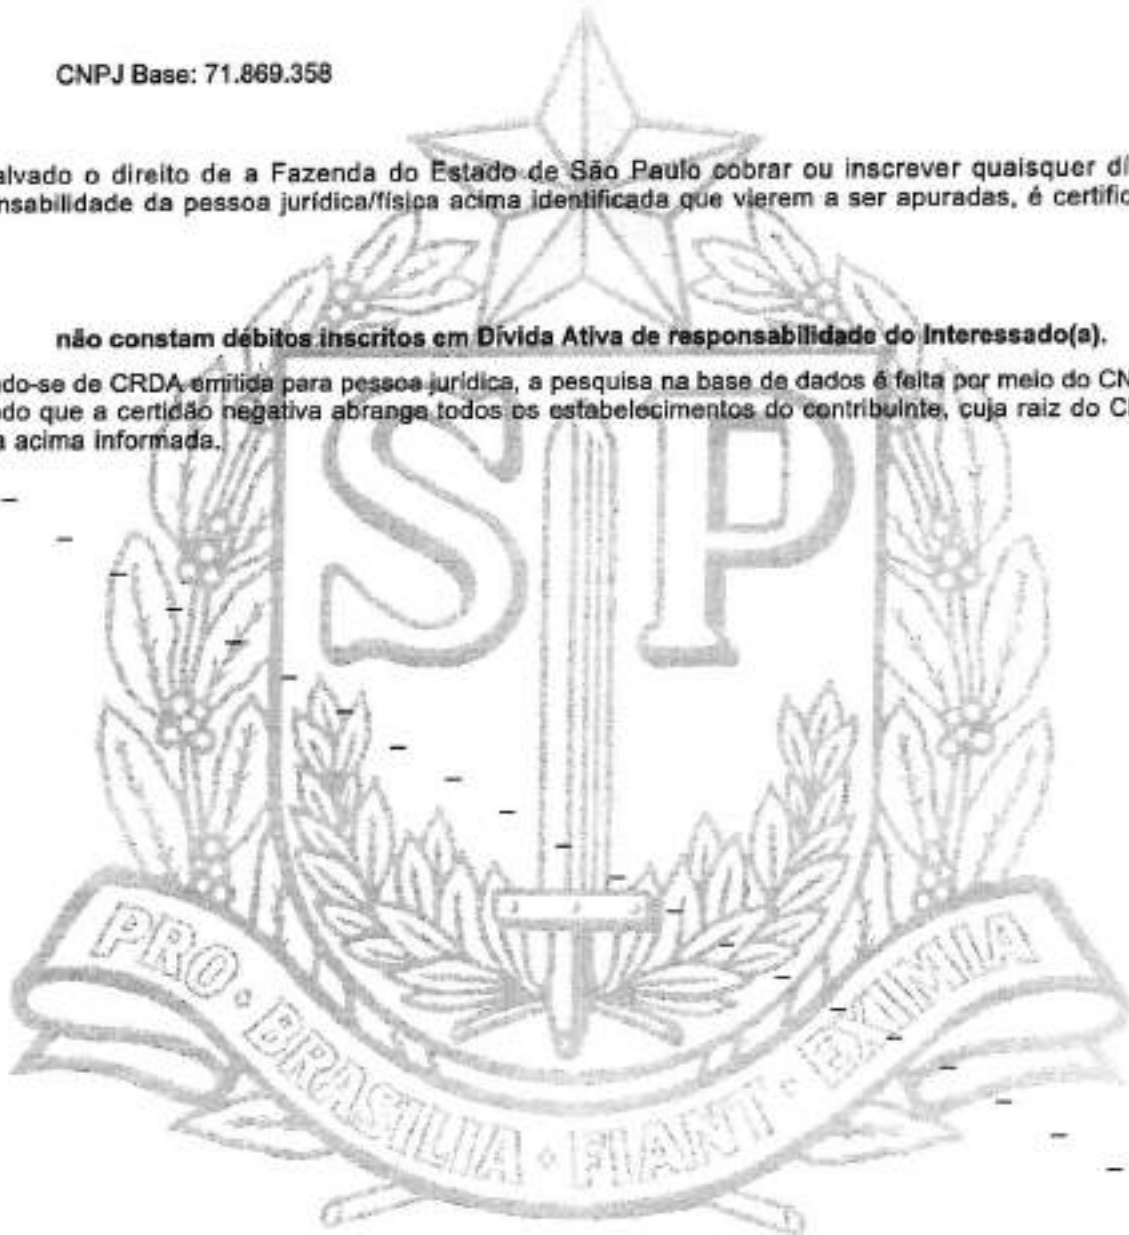 CNPJ Base: 71.869.358
alvado o direito de a Fazenda do Estado de São Paulo cobrar ou inscrever quaisquer dí
nsabilidade da pessoa jurídica/física acima identificada que vierem a ser apuradas, é certific
não constam débitos inscritos em Dívida Ativa de responsabilidade do Interessado(a).
do-se de CRDA emitida para pessoa jurídica, a pesquisa na base de dados é feita por meio do CN
do que a certidão negativa abrange todos os estabelecimentos do contribuinte, cuja raiz do C
a acima informada.
SP
PRO • BRASILIA • FIANT • EXIMIA